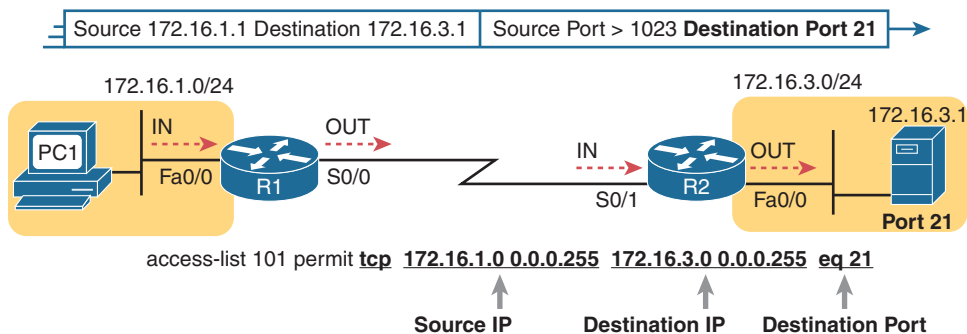 Source 172.16.1.1 Destination 172.16.3.1 Source Port > 1023 Destination Port 21
172.16.1.0/24
172.16.3.0/24
172.16.3.1
PC1
IN
OUT
IN
OUT
Fa0/0
R1
S0/0
S0/1
R2
Fa0/0
Port 21
access-list 101 permit tcp 172.16.1.0 0.0.0.255 172.16.3.0 0.0.0.255 eq 21
Source IP
Destination IP
Destination Port